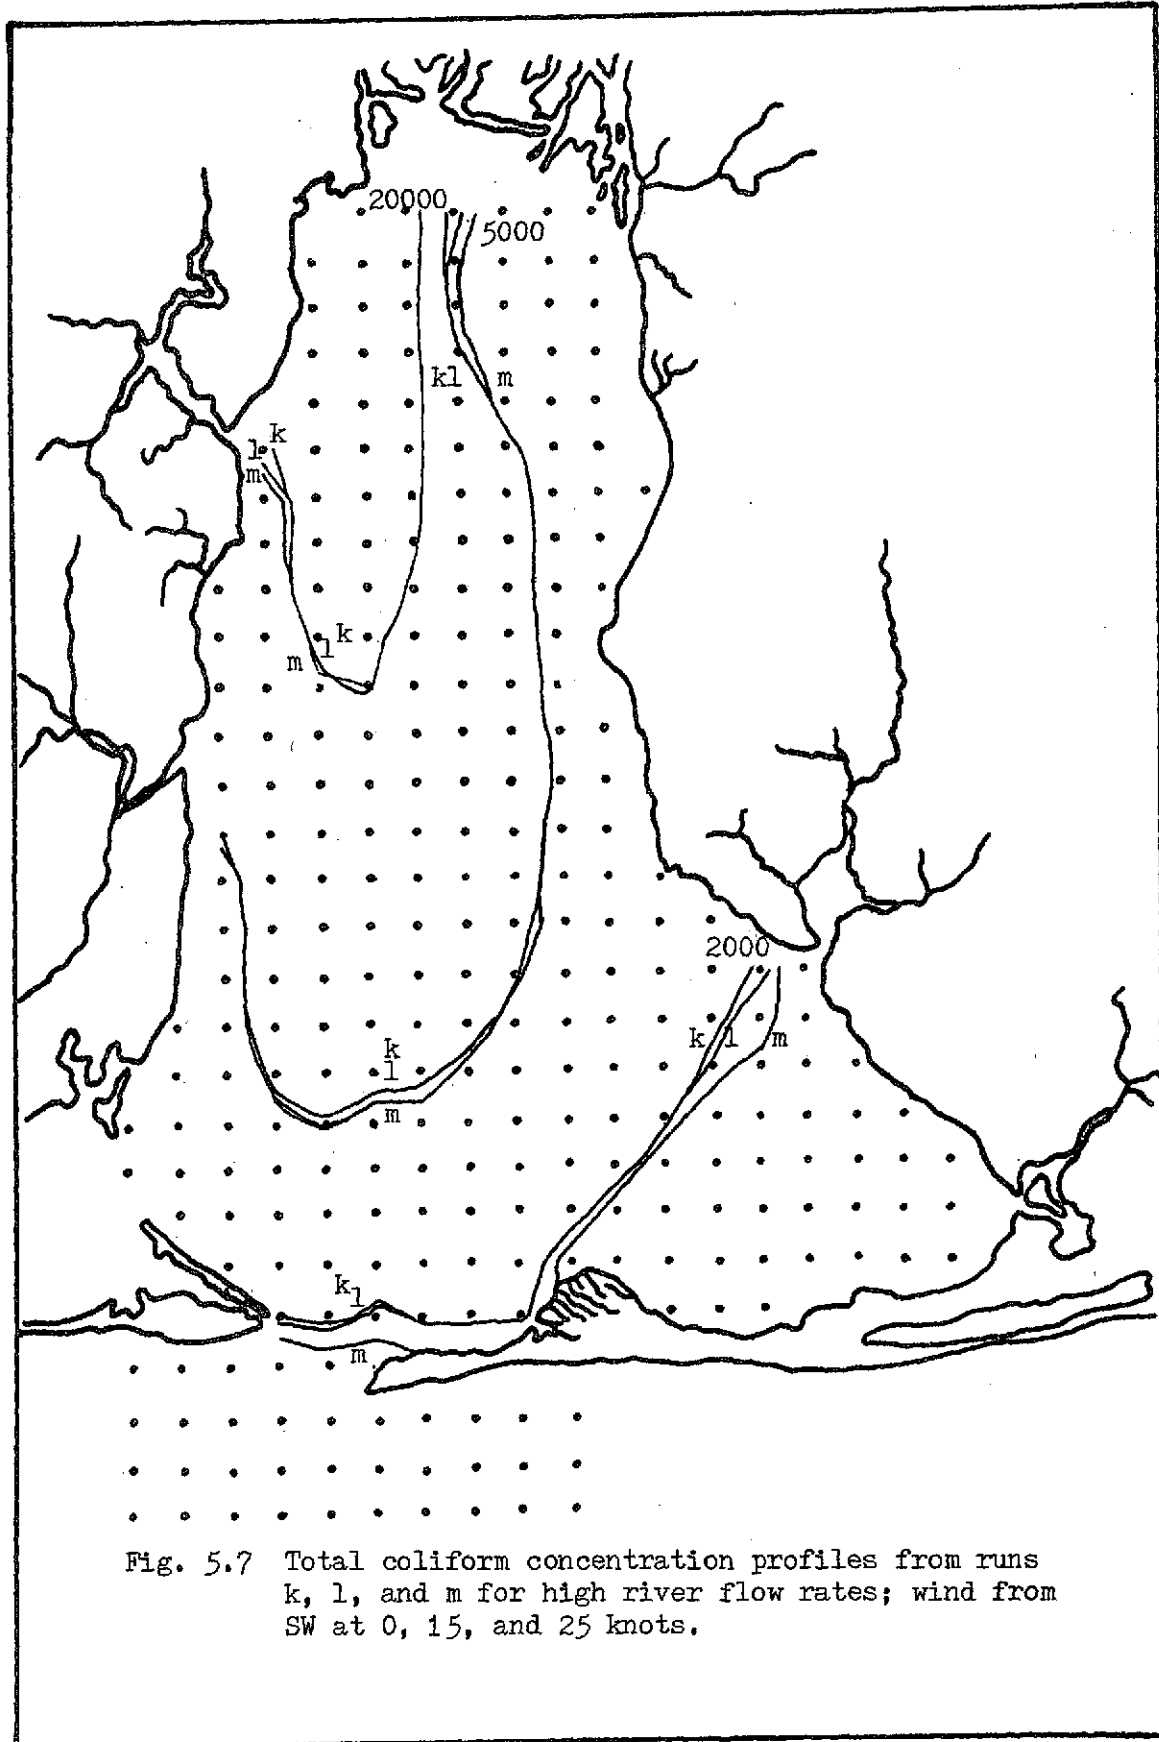 20000
5000
kl m
k
l
m
k
l
m
2000
k l m
k
l
m
k
l
m
Fig. 5.7 Total coliform concentration profiles from runs
k, l, and m for high river flow rates; wind from
SW at 0, 15, and 25 knots.